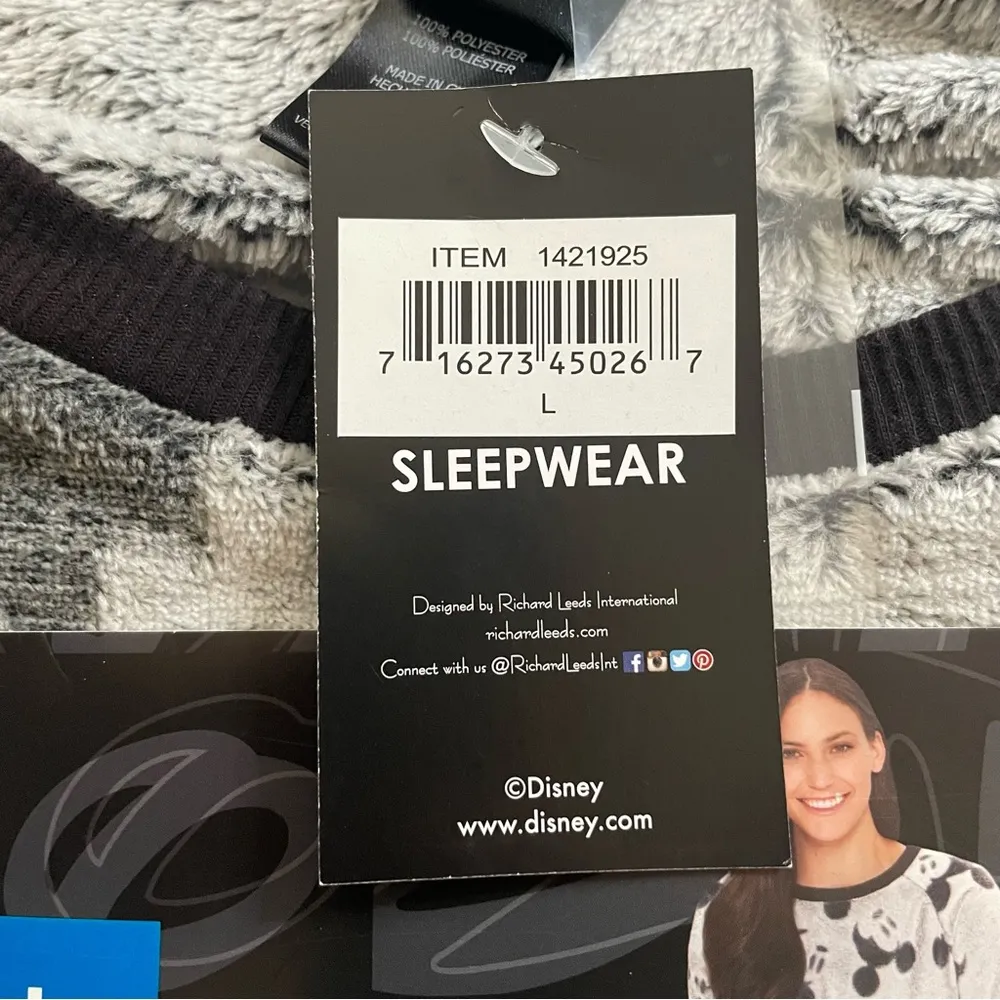 100% POLYESTER
100% POLIÉSTER
MADE IN
ITEM 1421925
7 16273 45026 7
L
SLEEPWEAR
Designed by Richard Leeds International
richardleeds.com
Connect with us @RichardLeedsInt
©Disney
www.disney.com